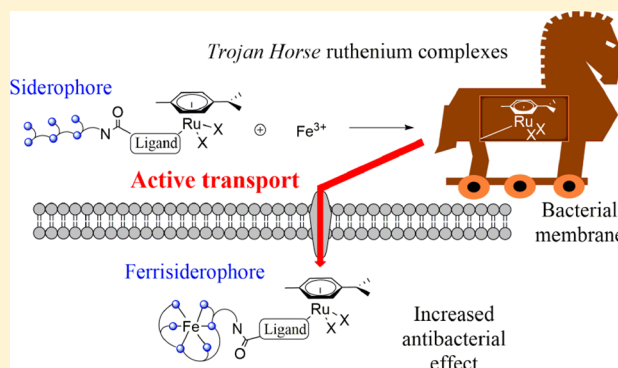 Trojan Horse ruthenium complexes
Siderophore
O
N
Ligand
Ru
X
X
⊕
Fe3+
Ru
X
X
Active transport
Bacterial
membrane
Ferrisiderophore
Fe
N
O
Ligand
Ru
X
X
Increased
antibacterial
effect